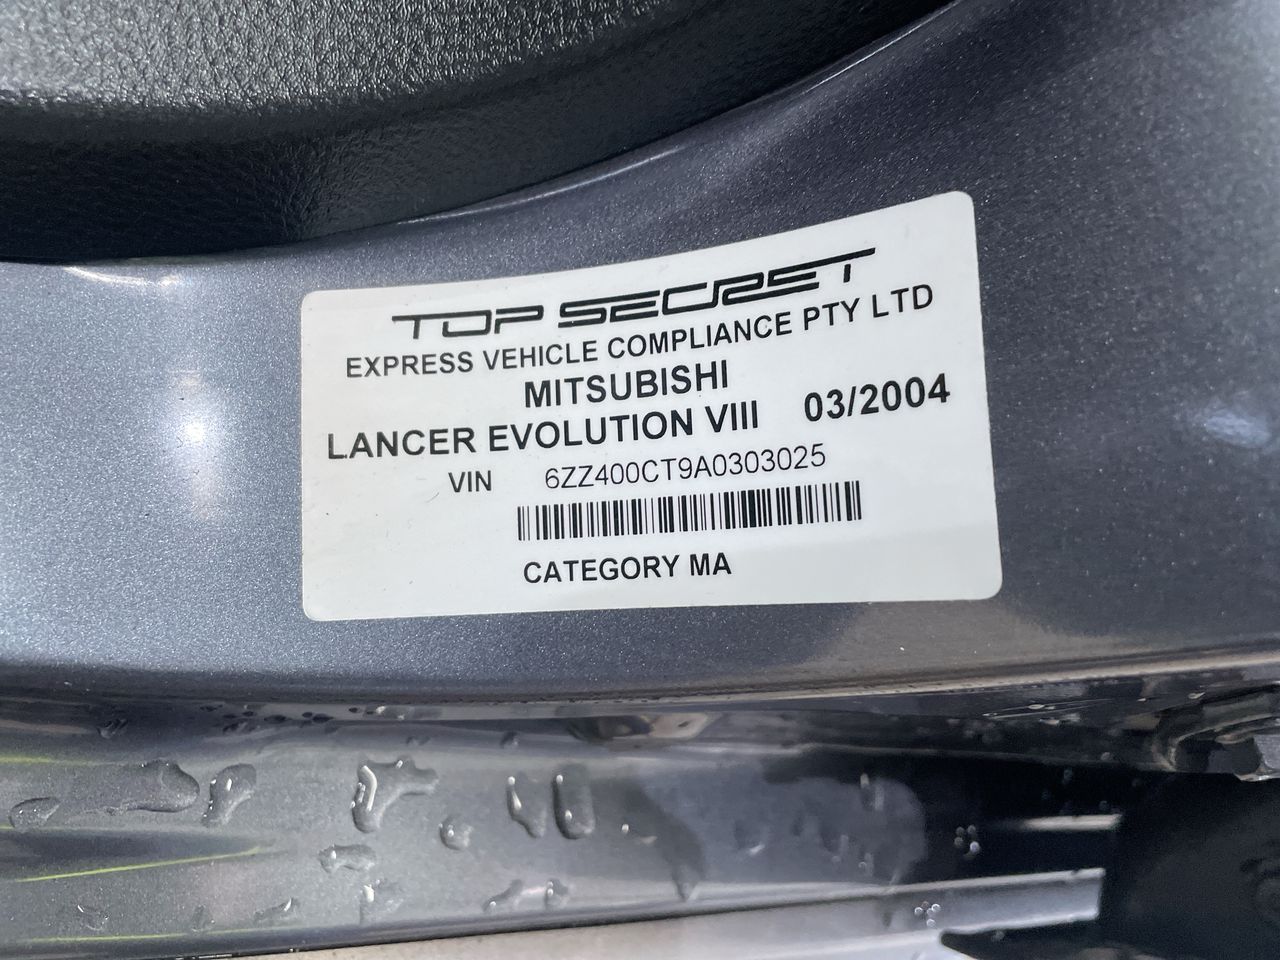 TOP SECRET
EXPRESS VEHICLE COMPLIANCE PTY LTD
MITSUBISHI
LANCER EVOLUTION VIII 03/2004
VIN 6ZZ400CT9A0303025
CATEGORY MA